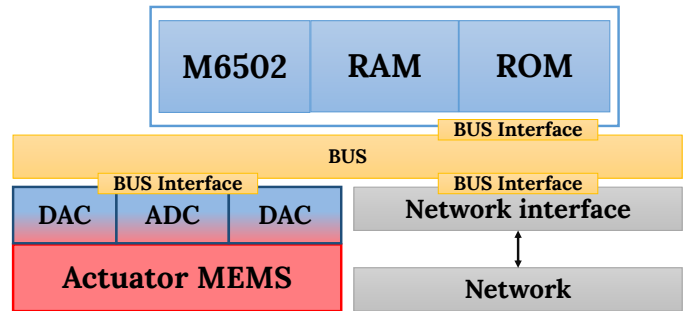 M6502 RAM ROM
BUS Interface
BUS
BUS Interface BUS Interface
DAC ADC DAC Network interface
Actuator MEMS Network